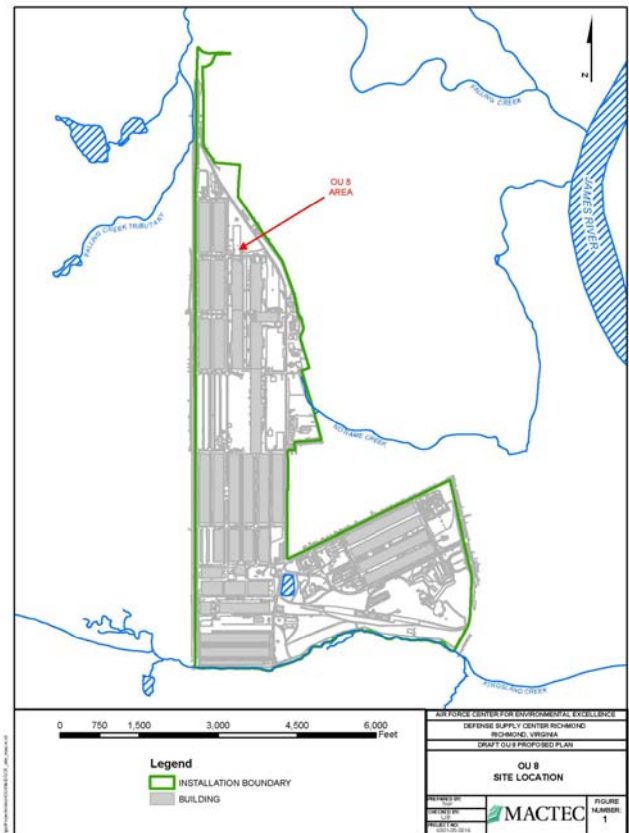 N
FALLING CREEK
JAMES RIVER
OU 8
AREA
FALLING CREEK TRIBUTARY
NO NAME CREEK
KINGSLAND CREEK
0 750 1,500 3,000 4,500 6,000
Feet
Legend
INSTALLATION BOUNDARY
BUILDING
AIR FORCE CENTER FOR ENVIRONMENTAL EXCELLENCE
DEFENSE SUPPLY CENTER RICHMOND
RICHMOND, VIRGINIA
DRAFT OU 8 PROPOSED PLAN
OU 8
SITE LOCATION
PREPARED BY:
CHECKED BY:
PROJECT NO:
MACTEC
FIGURE
NUMBER:
1